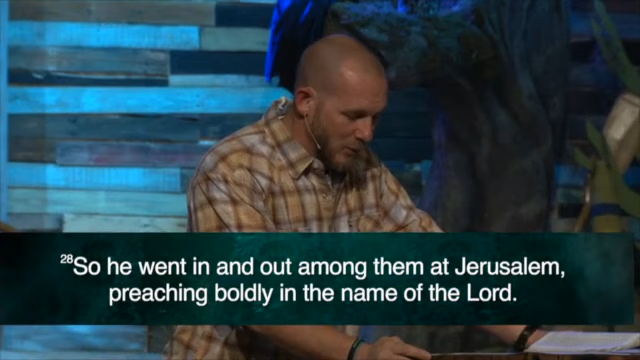 ²⁸So he went in and out among them at Jerusalem,
preaching boldly in the name of the Lord.